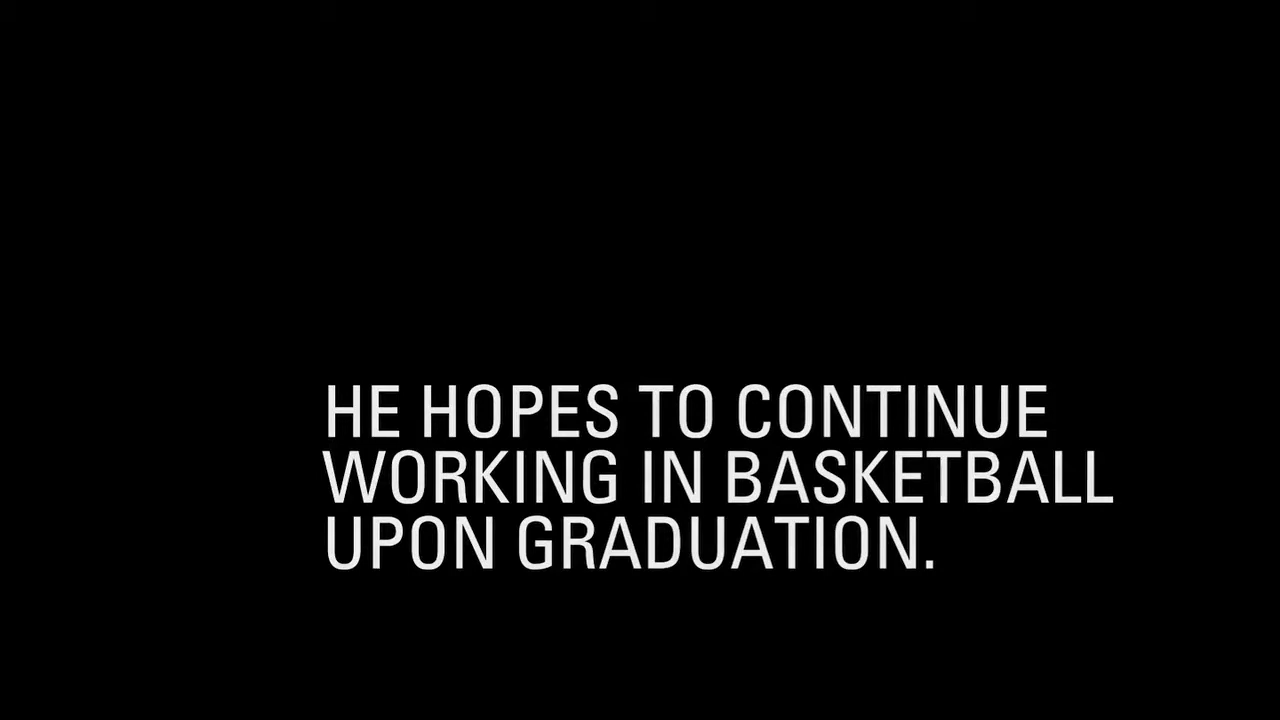 HE HOPES TO CONTINUE
WORKING IN BASKETBALL
UPON GRADUATION.